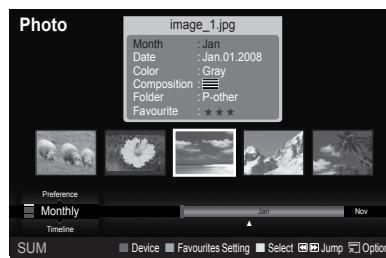 Photo
image_1.jpg
Month : Jan
Date : Jan.01.2008
Color : Gray
Composition :
Folder : P-other
Favourite : ★ ★ ★
Preference
Monthly
Jan
Nov
Timeline
SUM
Device Favourites Setting Select Jump Option